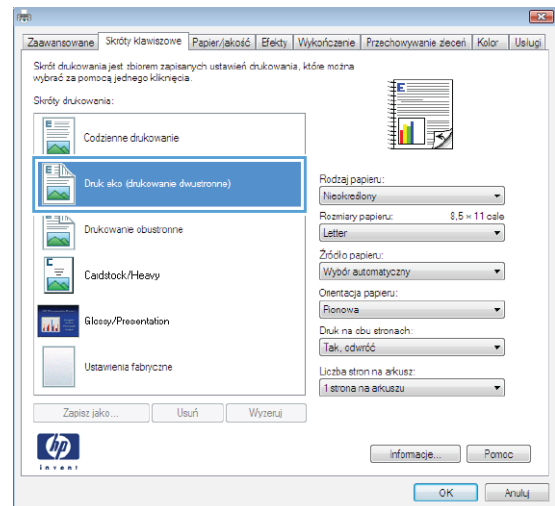 Zaawansowane Skróty klawiszowe Papier/jakość Efekty Wykończenie Przechowywanie zleceń Kolor Usługi
Skrót drukowania jest zbiorem zapisanych ustawień drukowania, które można
wybrać za pomocą jednego kliknięcia.
Skróty drukowania:
Codzienne drukowanie
Druk eko (drukowanie dwustronne)
Drukowanie obustronne
Cardstock/Heavy
Glossy/Presentation
Ustawienia fabryczne
Zapisz jako... Usuń Wyzeruj
E
1
Rodzaj papieru:
Nieokreślony
Rozmiary papieru: 8,5 × 11 cale
Letter
Źródło papieru:
Wybór automatyczny
Orientacja papieru:
Pionowa
Druk na obu stronach:
Tak, odwróć
Liczba stron na arkusz:
1 strona na arkuszu
hp
invent
Informacje... Pomoc
OK Anuluj